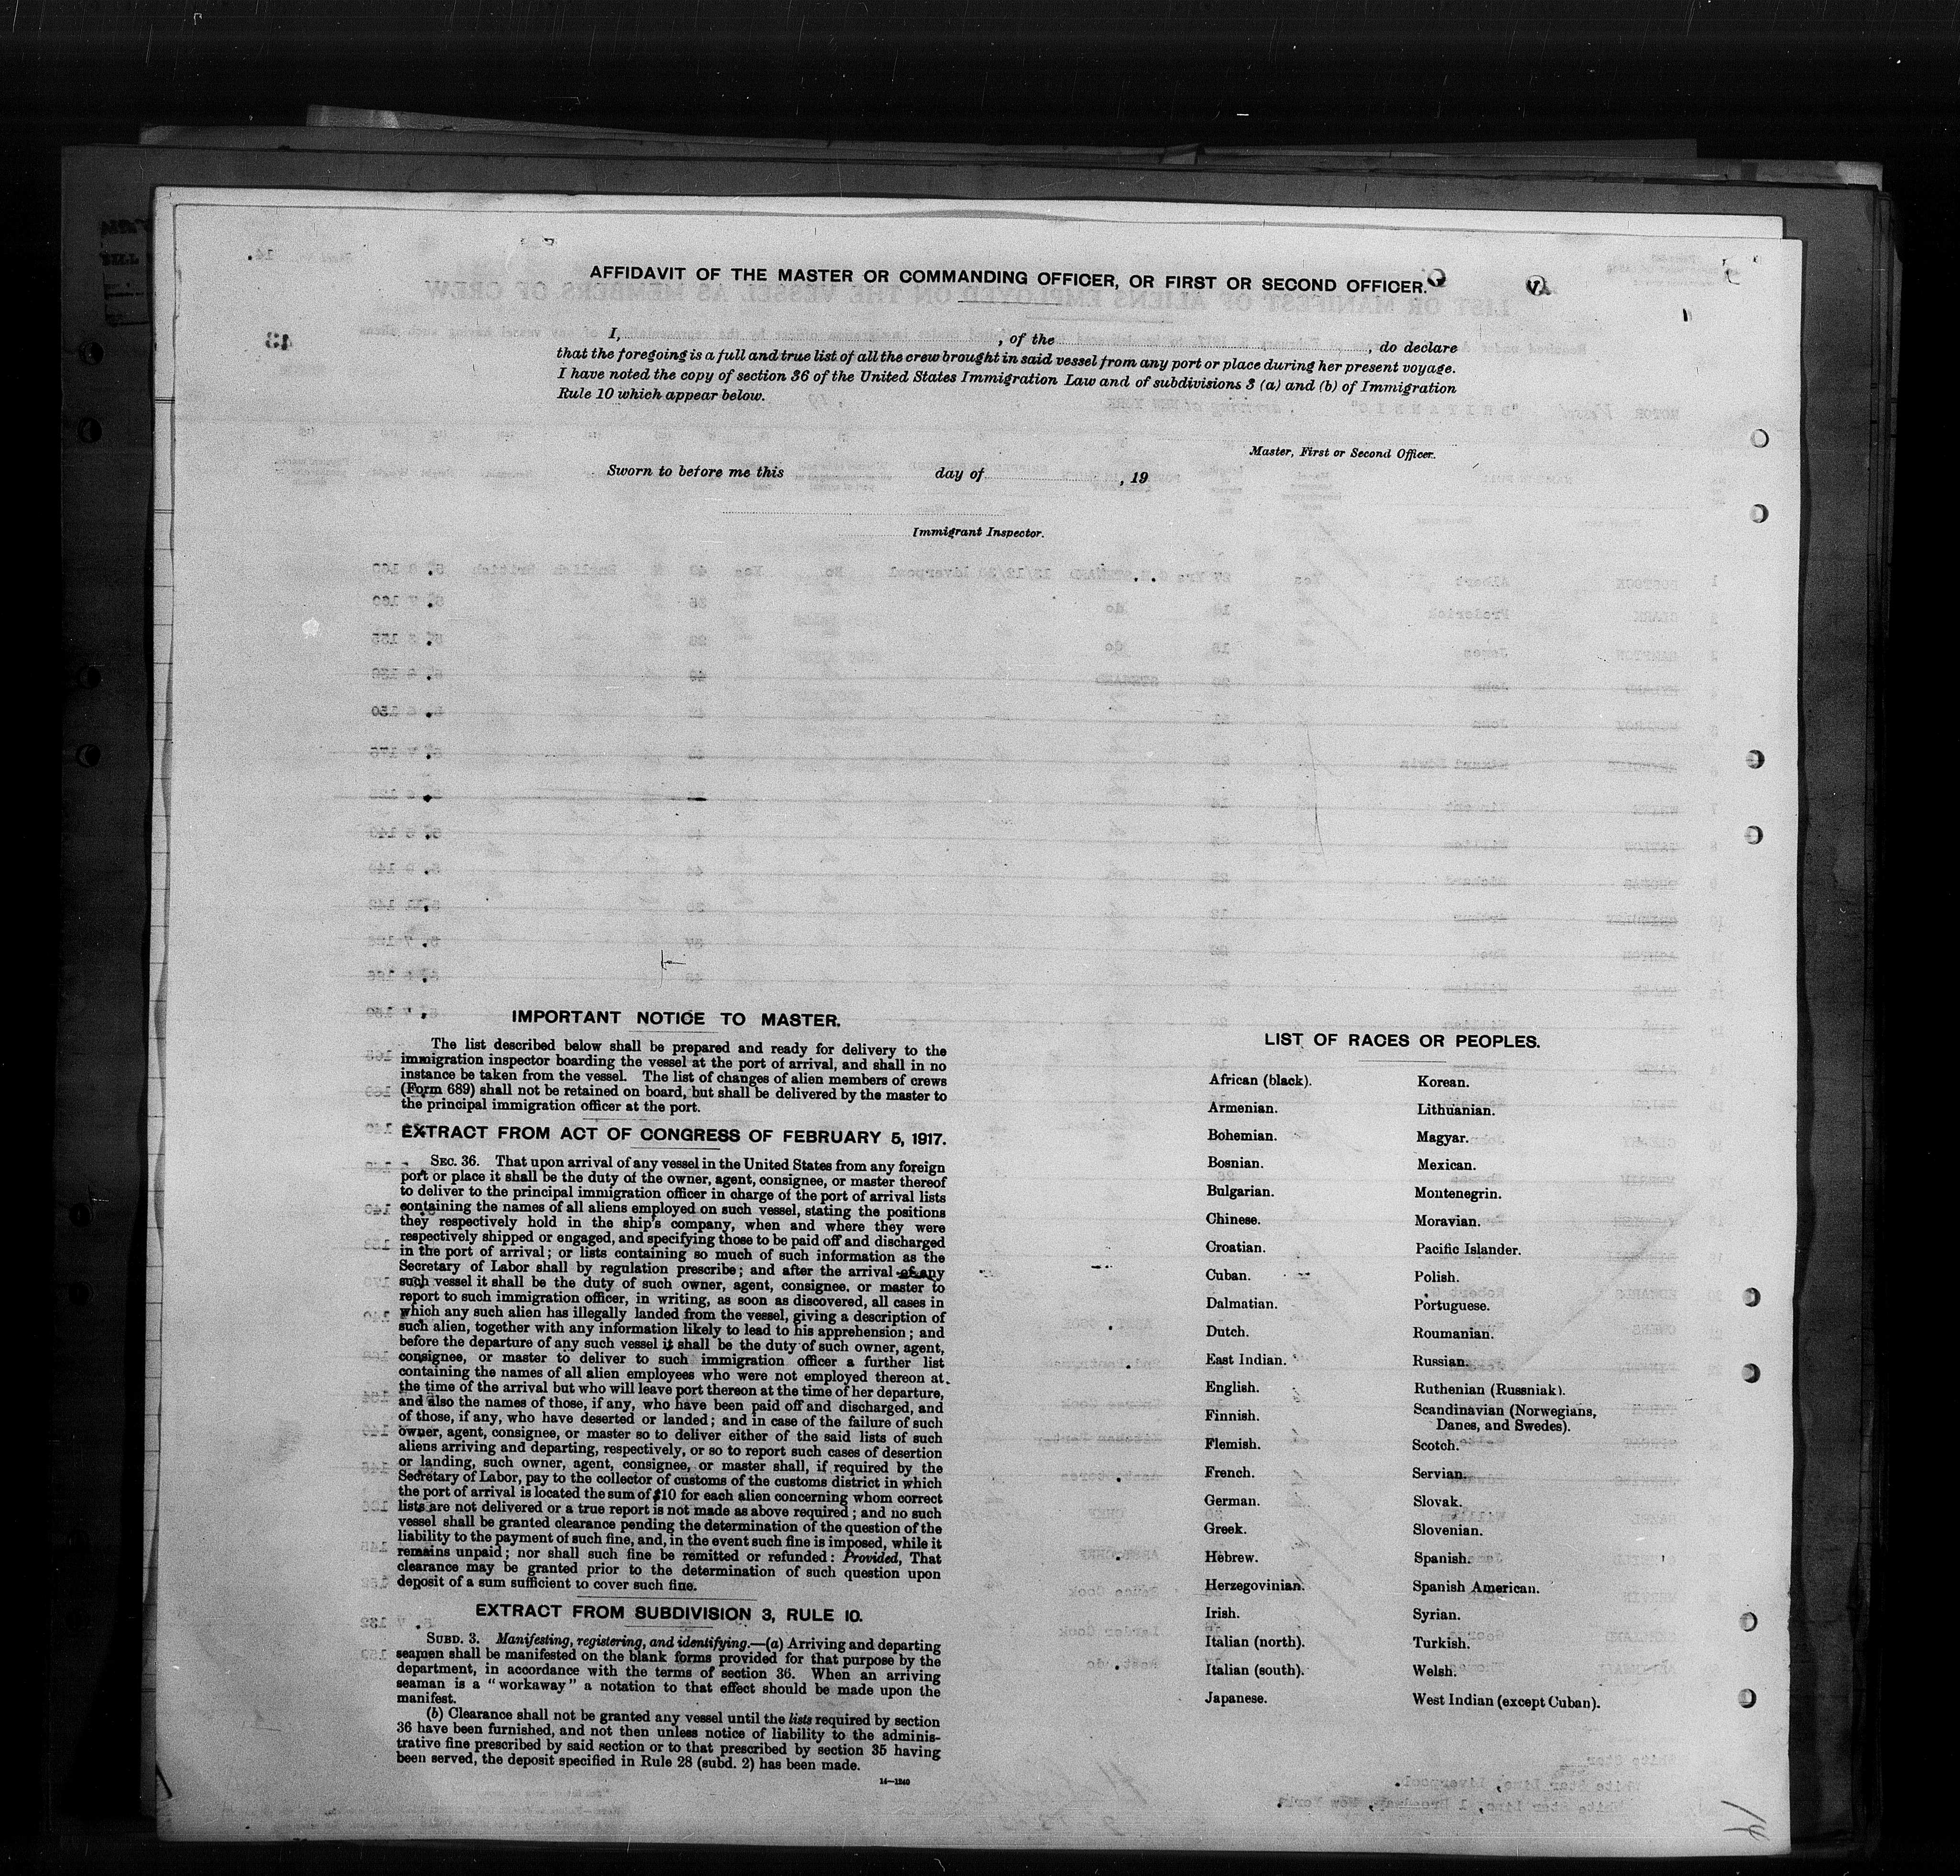 AFFIDAVIT OF THE MASTER OR COMMANDING OFFICER, OR FIRST OR SECOND OFFICER.
I, , of the , do declare
that the foregoing is a full and true list of all the crew brought in said vessel from any port or place during her present voyage.
I have noted the copy of section 36 of the United States Immigration Law and of subdivisions 3 (a) and (b) of Immigration
Rule 10 which appear below.
Master, First or Second Officer.
Sworn to before me this day of , 19
Immigrant Inspector.
IMPORTANT NOTICE TO MASTER.
The list described below shall be prepared and ready for delivery to the
immigration inspector boarding the vessel at the port of arrival, and shall in no
instance be taken from the vessel. The list of changes of alien members of crews
(Form 689) shall not be retained on board, but shall be delivered by the master to
the principal immigration officer at the port.
EXTRACT FROM ACT OF CONGRESS OF FEBRUARY 5, 1917.
SEC. 36. That upon arrival of any vessel in the United States from any foreign
port or place it shall be the duty of the owner, agent, consignee, or master thereof
to deliver to the principal immigration officer in charge of the port of arrival lists
containing the names of all aliens employed on such vessel, stating the positions
they respectively hold in the ship's company, when and where they were
respectively shipped or engaged, and specifying those to be paid off and discharged
in the port of arrival; or lists containing so much of such information as the
Secretary of Labor shall by regulation prescribe; and after the arrival of any
such vessel it shall be the duty of such owner, agent, consignee, or master to
report to such immigration officer, in writing, as soon as discovered, all cases in
which any such alien has illegally landed from the vessel, giving a description of
such alien, together with any information likely to lead to his apprehension; and
before the departure of any such vessel it shall be the duty of such owner, agent,
consignee, or master to deliver to such immigration officer a further list
containing the names of all alien employees who were not employed thereon at
the time of the arrival but who will leave port thereon at the time of her departure,
and also the names of those, if any, who have been paid off and discharged, and
of those, if any, who have deserted or landed; and in case of the failure of such
owner, agent, consignee, or master so to deliver either of the said lists of such
aliens arriving and departing, respectively, or so to report such cases of desertion
or landing, such owner, agent, consignee, or master shall, if required by the
Secretary of Labor, pay to the collector of customs of the customs district in which
the port of arrival is located the sum of $10 for each alien concerning whom correct
lists are not delivered or a true report is not made as above required; and no such
vessel shall be granted clearance pending the determination of the question of the
liability to the payment of such fine, and, in the event such fine is imposed, while it
remains unpaid; nor shall such fine be remitted or refunded: Provided, That
clearance may be granted prior to the determination of such question upon
deposit of a sum sufficient to cover such fine.
EXTRACT FROM SUBDIVISION 3, RULE 10.
SUBD. 3. Manifesting, registering, and identifying.—(a) Arriving and departing
seamen shall be manifested on the blank forms provided for that purpose by the
department, in accordance with the terms of section 36. When an arriving
seaman is a "workaway" a notation to that effect should be made upon the
manifest.
(b) Clearance shall not be granted any vessel until the lists required by section
36 have been furnished, and not then unless notice of liability to the adminis-
trative fine prescribed by said section or to that prescribed by section 35 having
been served, the deposit specified in Rule 28 (subd. 2) has been made.
14—1240
LIST OF RACES OR PEOPLES.
African (black).
Armenian.
Bohemian.
Bosnian.
Bulgarian.
Chinese.
Croatian.
Cuban.
Dalmatian.
Dutch.
East Indian.
English.
Finnish.
Flemish.
French.
German.
Greek.
Hebrew.
Herzegovinian.
Irish.
Italian (north).
Italian (south).
Japanese.
Korean.
Lithuanian.
Magyar.
Mexican.
Montenegrin.
Moravian.
Pacific Islander.
Polish.
Portuguese.
Roumanian.
Russian.
Ruthenian (Russniak).
Scandinavian (Norwegians,
Danes, and Swedes).
Scotch.
Servian.
Slovak.
Slovenian.
Spanish.
Spanish American.
Syrian.
Turkish.
Welsh.
West Indian (except Cuban).